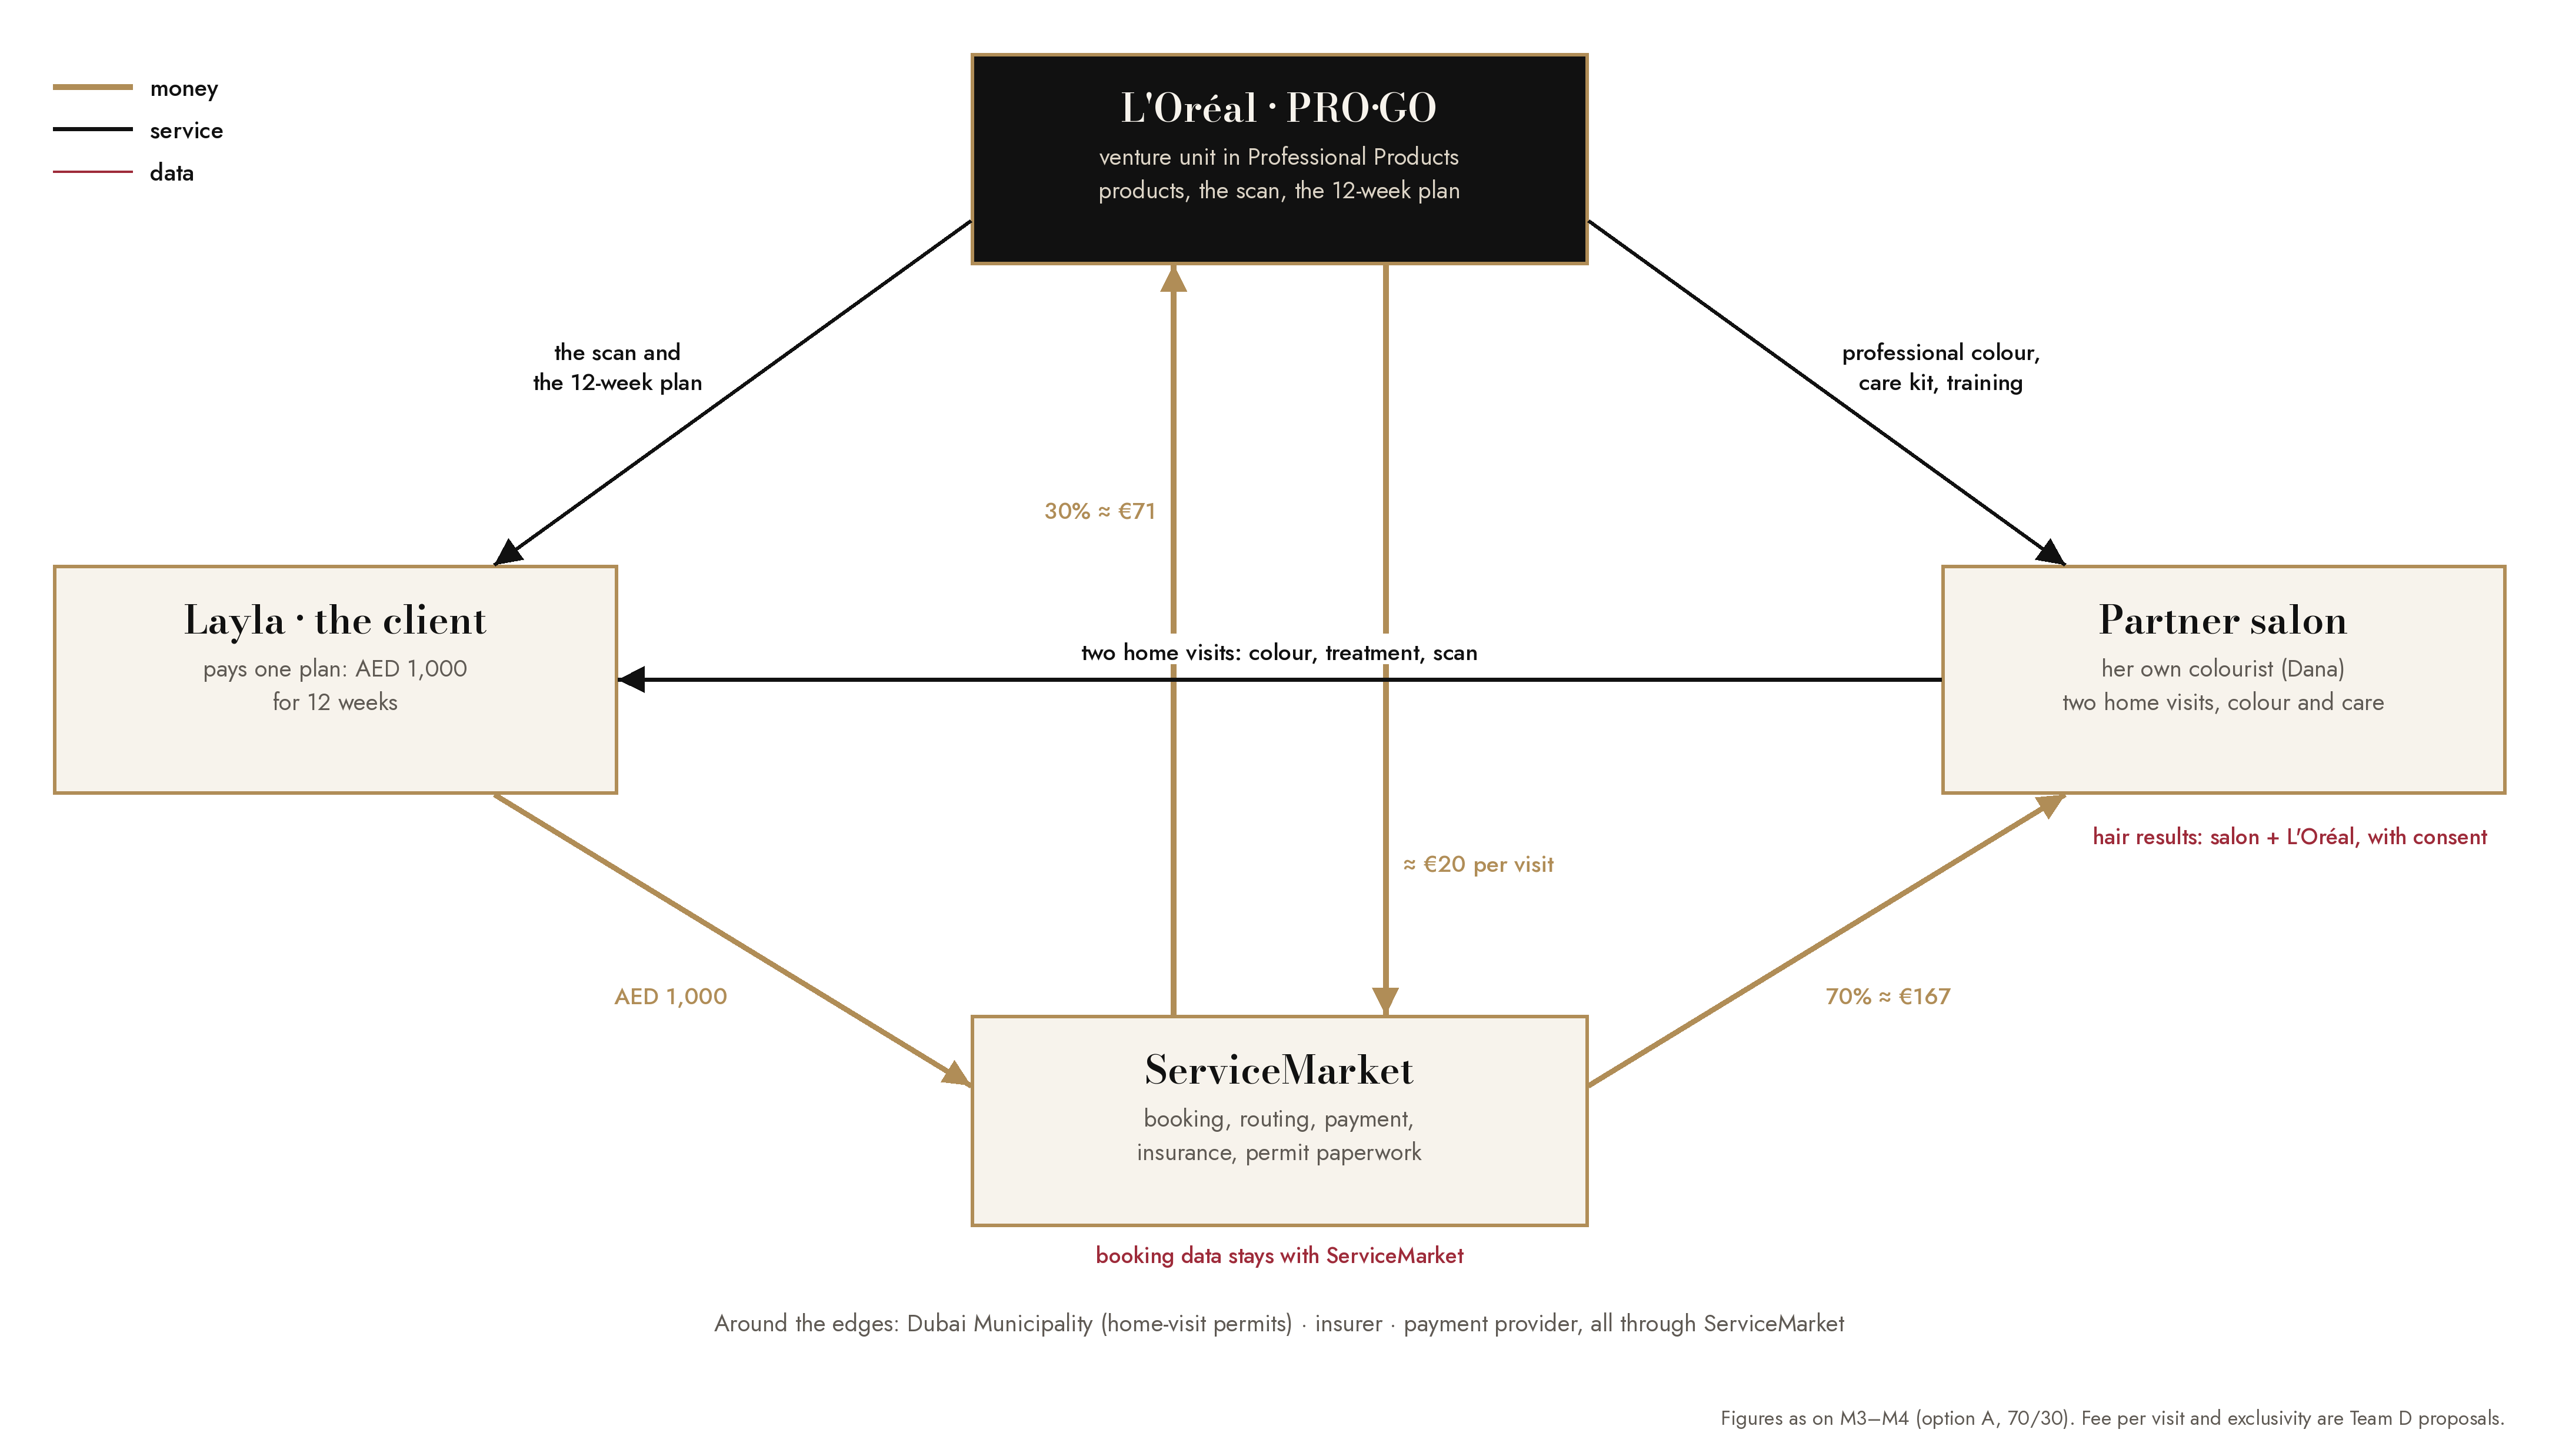 money
service
data
L'Oréal · PRO·GO
venture unit in Professional Products
products, the scan, the 12-week plan
the scan and
the 12-week plan
professional colour,
care kit, training
30% ≈ €71
Layla · the client
pays one plan: AED 1,000
for 12 weeks
two home visits: colour, treatment, scan
Partner salon
her own colourist (Dana)
two home visits, colour and care
hair results: salon + L'Oréal, with consent
≈ €20 per visit
AED 1,000
70% ≈ €167
ServiceMarket
booking, routing, payment,
insurance, permit paperwork
booking data stays with ServiceMarket
Around the edges: Dubai Municipality (home-visit permits) · insurer · payment provider, all through ServiceMarket
Figures as on M3–M4 (option A, 70/30). Fee per visit and exclusivity are Team D proposals.